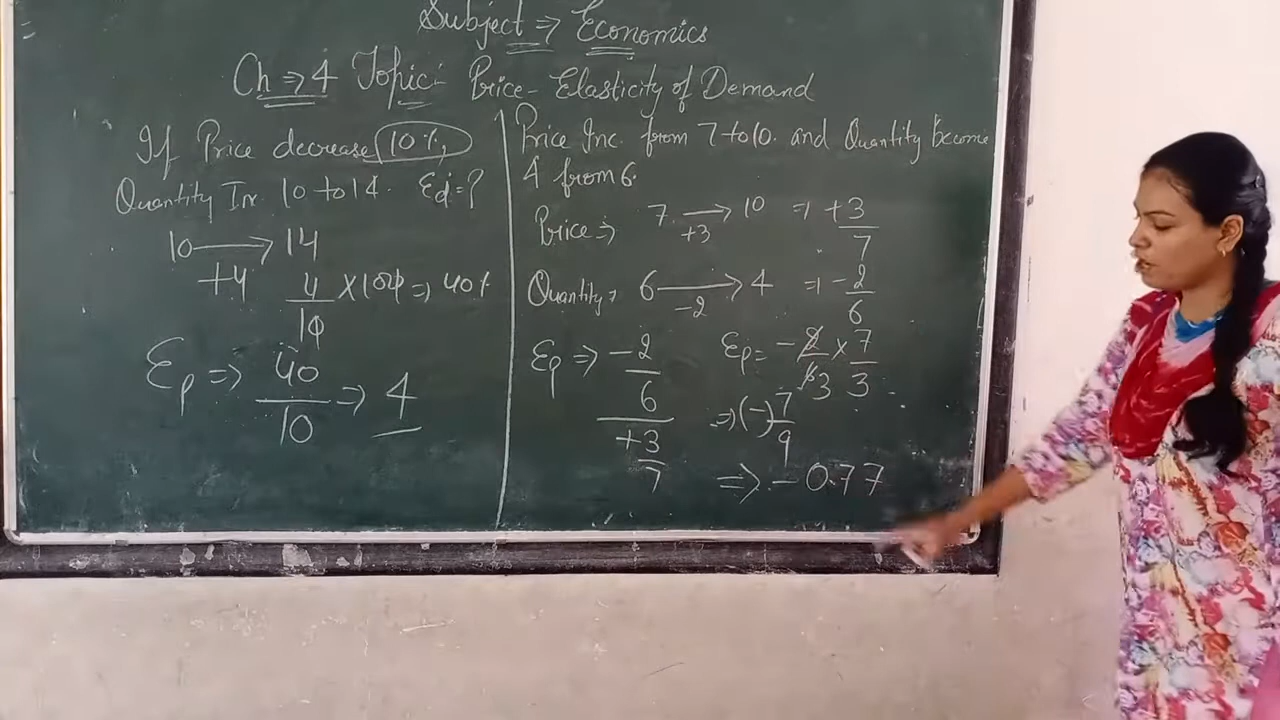 Subject ⇒ Economics
Ch ⇒ 4 Topic:- Price - Elasticity of Demand
If Price decrease 10%,
Quantity In. 10 to 14. Ed = ?
10 → 14
+4
4/10 × 100 ⇒ 40%
Ep ⇒ 40/10 ⇒ 4
Price Inc. from 7 to 10. and Quantity become
4 from 6.
Price ⇒ 7 → 10 ⇒ +3/7
+3
Quantity ⇒ 6 → 4 ⇒ -2/6
-2
Ep ⇒ -2/6
+3/7
Ep = -2/6 × 7/3
3
⇒ (-) 7/9
⇒ -0.77